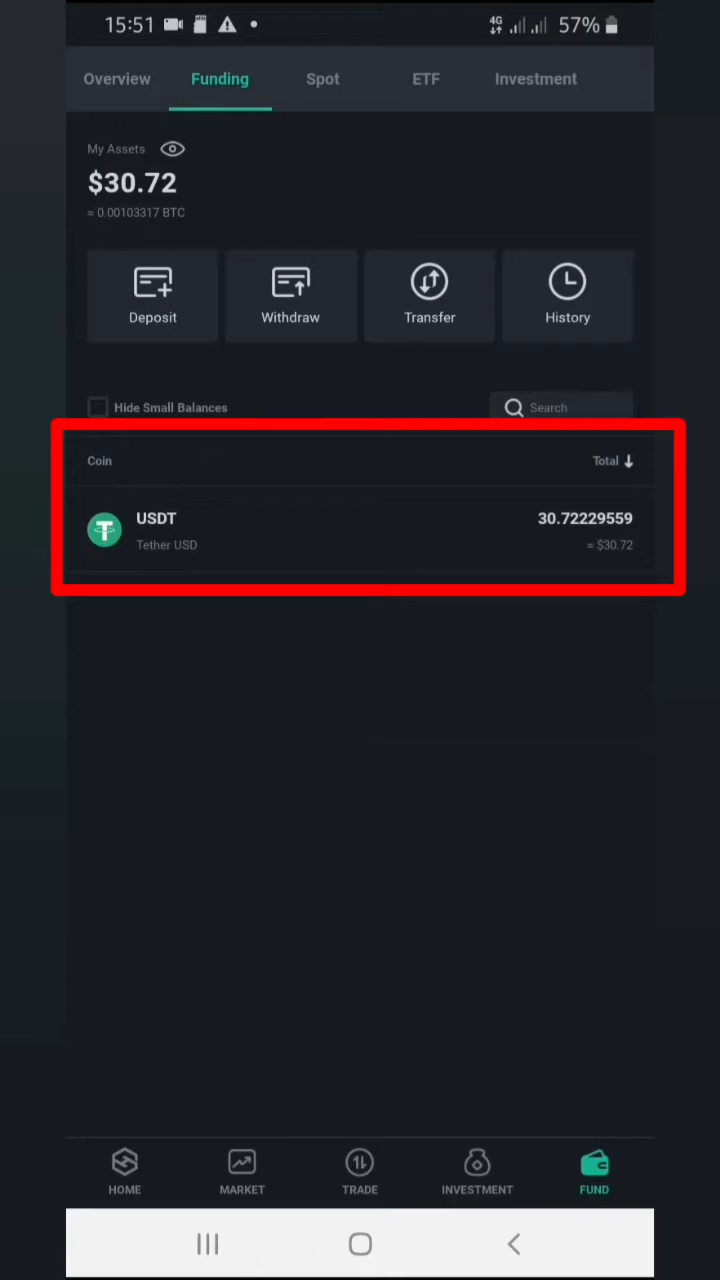 15:51 4G 57%
Overview Funding Spot ETF Investment
My Assets
$30.72
≈ 0.00103317 BTC
Deposit Withdraw Transfer History
Hide Small Balances Search
Coin Total
USDT 30.72229559
Tether USD ≈ $30.72
HOME MARKET TRADE INVESTMENT FUND